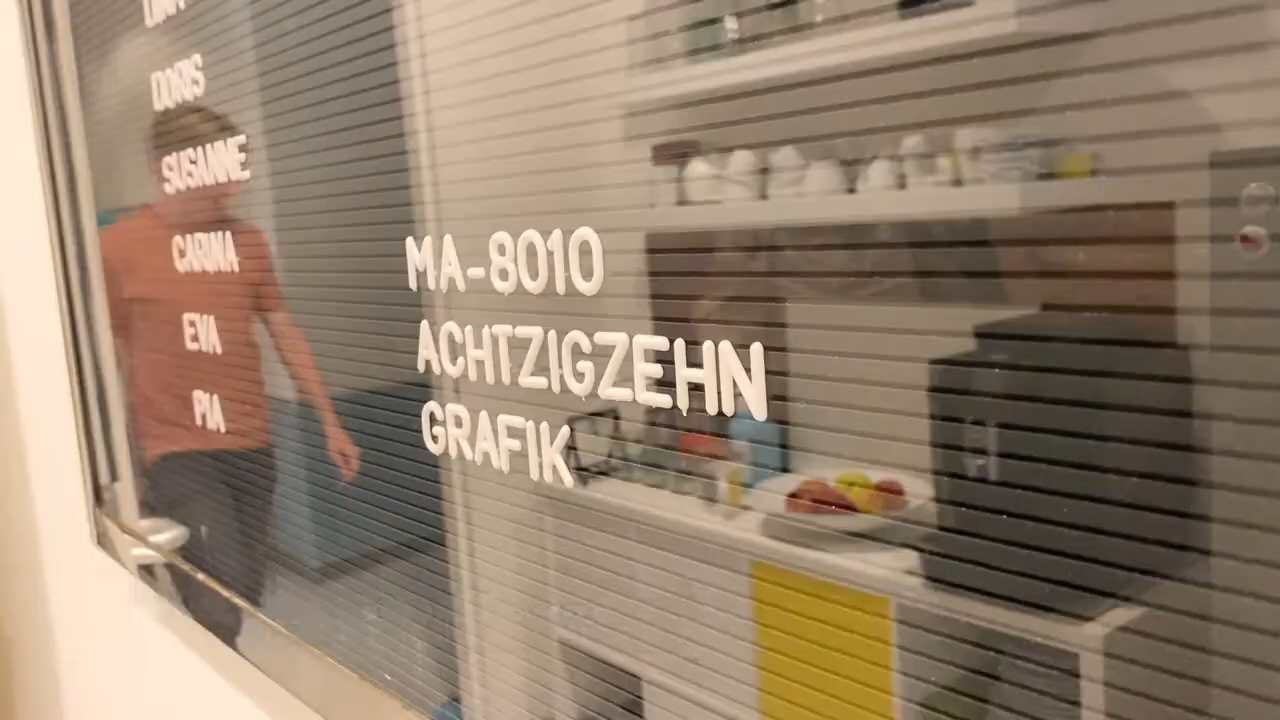 DORIS
SUSANNE
CARINA
EVA
PIA
MA-8010
ACHTZIGZEHN
GRAFIK